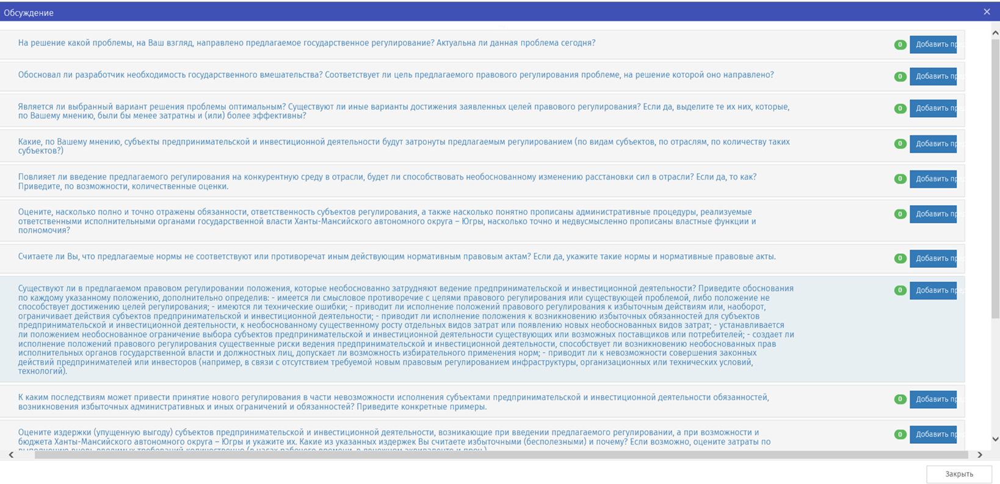 Обсуждение
На решение какой проблемы, на Ваш взгляд, направлено предлагаемое государственное регулирование? Актуальна ли данная проблема сегодня?
0 Добавить пред
Обосновал ли разработчик необходимость государственного вмешательства? Соответствует ли цель предлагаемого правового регулирования проблеме, на решение которой оно направлено?
0 Добавить пред
Является ли выбранный вариант решения проблемы оптимальным? Существуют ли иные варианты достижения заявленных целей правового регулирования? Если да, выделите те их них, которые,
по Вашему мнению, были бы менее затратны и (или) более эффективны?
0 Добавить пред
Какие, по Вашему мнению, субъекты предпринимательской и инвестиционной деятельности будут затронуты предлагаемым регулированием (по видам субъектов, по отраслям, по количеству таких
субъектов?)
0 Добавить пред
Повлияет ли введение предлагаемого регулирования на конкурентную среду в отрасли, будет ли способствовать необоснованному изменению расстановки сил в отрасли? Если да, то как?
Приведите, по возможности, количественные оценки.
0 Добавить пред
Оцените, насколько полно и точно отражены обязанности, ответственность субъектов регулирования, а также насколько понятно прописаны административные процедуры, реализуемые
ответственными исполнительными органами государственной власти Ханты-Мансийского автономного округа – Югры, насколько точно и недвусмысленно прописаны властные функции и
полномочия?
0 Добавить пред
Считаете ли Вы, что предлагаемые нормы не соответствуют или противоречат иным действующим нормативным правовым актам? Если да, укажите такие нормы и нормативные правовые акты.
0 Добавить пред
Существуют ли в предлагаемом правовом регулировании положения, которые необоснованно затрудняют ведение предпринимательской и инвестиционной деятельности? Приведите обоснования
по каждому указанному положению, дополнительно определив: - имеется ли смысловое противоречие с целями правового регулирования или существующей проблемой, либо положение не
способствует достижению целей регулирования; - имеются ли технические ошибки; - приводит ли исполнение положений правового регулирования к избыточным действиям или, наоборот,
ограничивает действия субъектов предпринимательской и инвестиционной деятельности; - приводит ли исполнение положения к возникновению избыточных обязанностей для субъектов
предпринимательской и инвестиционной деятельности, к необоснованному существенному росту отдельных видов затрат или появлению новых необоснованных видов затрат; - устанавливается
ли положением необоснованное ограничение выбора субъектов предпринимательской и инвестиционной деятельности существующих или возможных поставщиков или потребителей; - создает ли
исполнение положений правового регулирования существенные риски ведения предпринимательской и инвестиционной деятельности, способствует ли возникновению необоснованных прав
исполнительных органов государственной власти и должностных лиц, допускает ли возможность избирательного применения норм; - приводит ли к невозможности совершения законных
действий предпринимателей или инвесторов (например, в связи с отсутствием требуемой новым правовым регулированием инфраструктуры, организационных или технических условий,
технологий).
0 Добавить пред
К каким последствиям может привести принятие нового регулирования в части невозможности исполнения субъектами предпринимательской и инвестиционной деятельности обязанностей,
возникновения избыточных административных и иных ограничений и обязанностей? Приведите конкретные примеры.
0 Добавить пред
Оцените издержки (упущенную выгоду) субъектов предпринимательской и инвестиционной деятельности, возникающие при введении предлагаемого регулировании, а при возможности и
бюджета Ханты-Мансийского автономного округа – Югры и укажите их. Какие из указанных издержек Вы считаете избыточными (бесполезными) и почему? Если возможно, оцените затраты по
выполнению вновь вводимых требований количественно (в часах рабочего времени, в денежном эквиваленте и проч.)
0 Добавить пред
Закрыть